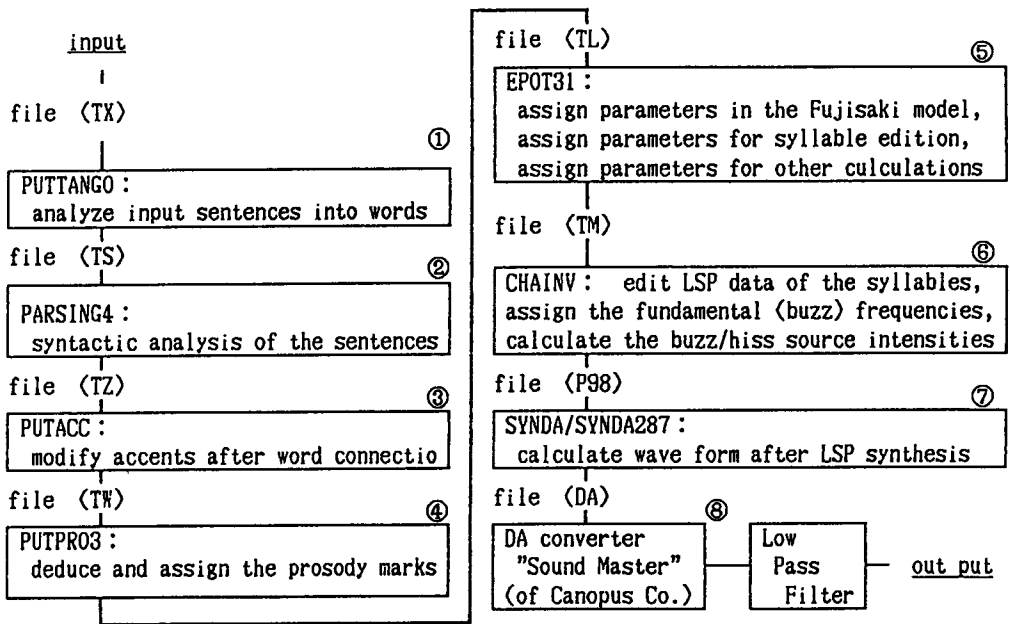 input
file (TX)
①
PUTTANGO:
analyze input sentences into words
file (TS)
②
PARSING4:
syntactic analysis of the sentences
file (TZ)
③
PUTACC:
modify accents after word connectio
file (TW)
④
PUTPRO3:
deduce and assign the prosody marks
file (TL)
⑤
EPOT31:
assign parameters in the Fujisaki model,
assign parameters for syllable edition,
assign parameters for other culculations
file (TM)
⑥
CHAINV: edit LSP data of the syllables,
assign the fundamental (buzz) frequencies,
calculate the buzz/hiss source intensities
file (P98)
⑦
SYNDA/SYNDA287:
calculate wave form after LSP synthesis
file (DA)
⑧
DA converter
"Sound Master"
(of Canopus Co.)
Low
Pass
Filter
out put